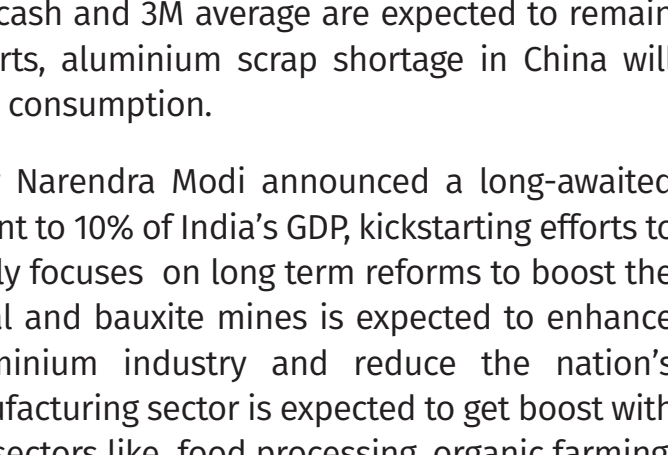 cash and 3M average are expected to remain
rts, aluminium scrap shortage in China will
consumption.
Narendra Modi announced a long-awaited
nt to 10% of India’s GDP, kickstarting efforts to
ly focuses on long term reforms to boost the
al and bauxite mines is expected to enhance
minium industry and reduce the nation’s
ufacturing sector is expected to get boost with
sectors like food processing, organic farming,